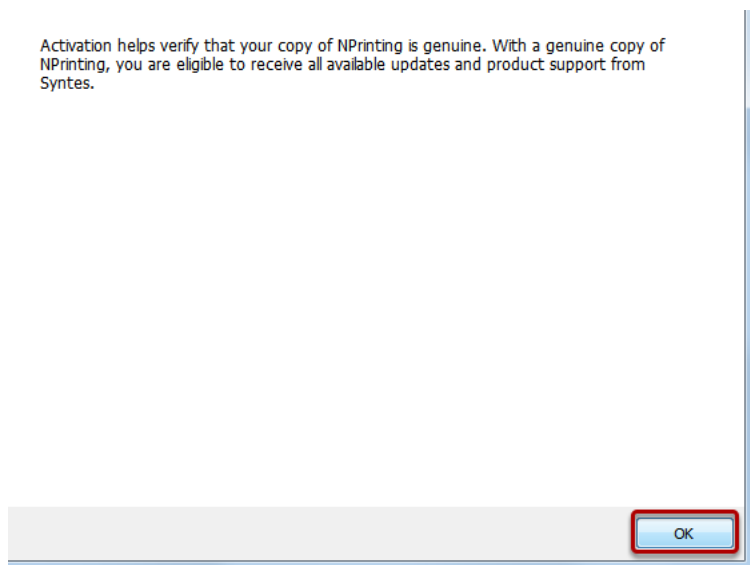 Activation helps verify that your copy of NPrinting is genuine. With a genuine copy of
NPrinting, you are eligible to receive all available updates and product support from
Syntes.
OK